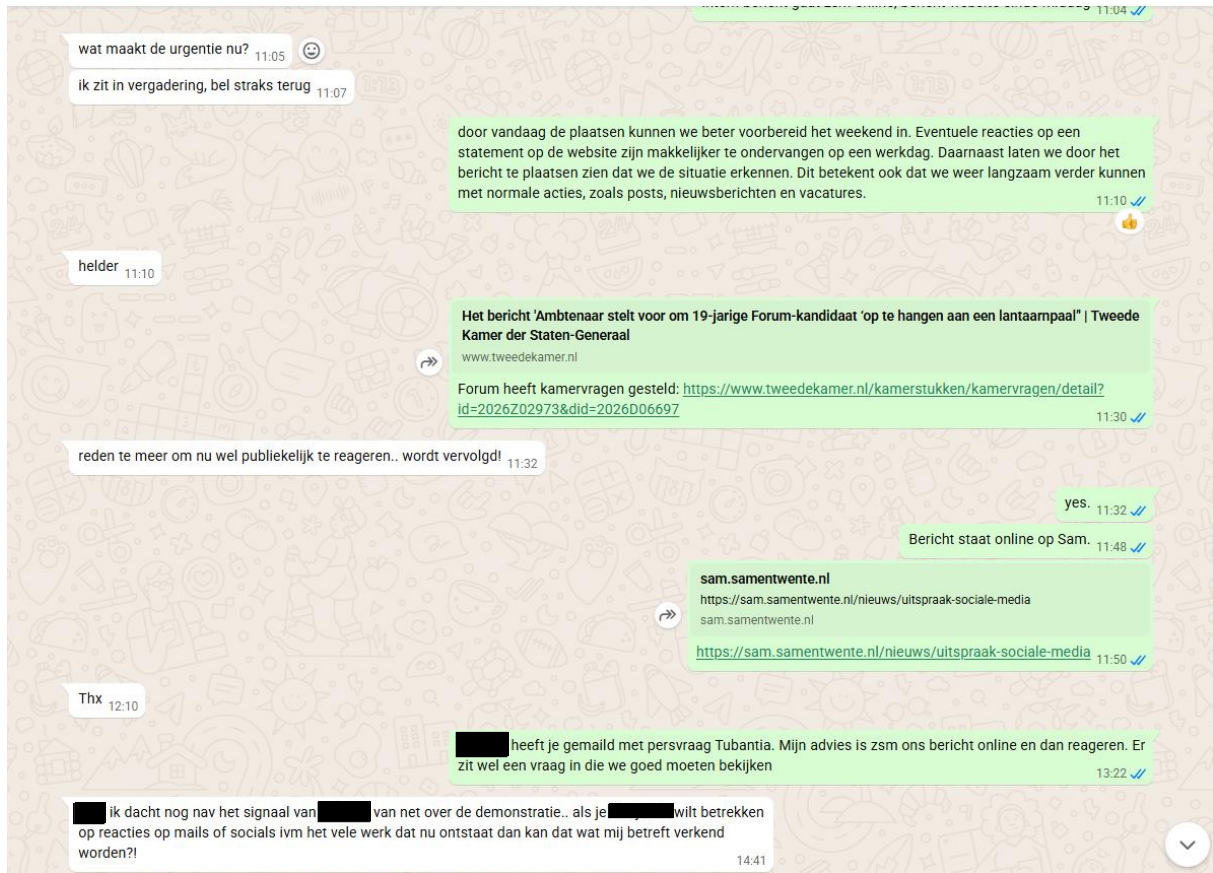 11:04
wat maakt de urgentie nu? 11:05
ik zit in vergadering, bel straks terug 11:07
door vandaag de plaatsen kunnen we beter voorbereid het weekend in. Eventuele reacties op een
statement op de website zijn makkelijker te ondervangen op een werkdag. Daarnaast laten we door het
bericht te plaatsen zien dat we de situatie erkennen. Dit betekent ook dat we weer langzaam verder kunnen
met normale acties, zoals posts, nieuwsberichten en vacatures.
11:10
helder 11:10
Het bericht 'Ambtenaar stelt voor om 19-jarige Forum-kandidaat ‘op te hangen aan een lantaarnpaal” | Tweede
Kamer der Staten-Generaal
www.tweedekamer.nl
Forum heeft kamervragen gesteld: https://www.tweedekamer.nl/kamerstukken/kamervragen/detail?
id=2026Z02973&did=2026D06697
11:30
reden te meer om nu wel publiekelijk te reageren.. wordt vervolgd! 11:32
yes. 11:32
Bericht staat online op Sam. 11:48
sam.samentwente.nl
https://sam.samentwente.nl/nieuws/uitspraak-sociale-media
sam.samentwente.nl
https://sam.samentwente.nl/nieuws/uitspraak-sociale-media 11:50
Thx 12:10
heeft je gemaild met persvraag Tubantia. Mijn advies is zsm ons bericht online en dan reageren. Er
zit wel een vraag in die we goed moeten bekijken
13:22
ik dacht nog nav het signaal van van net over de demonstratie.. als je wilt betrekken
op reacties op mails of socials ivm het vele werk dat nu ontstaat dan kan dat wat mij betreft verkend
worden?!
14:41